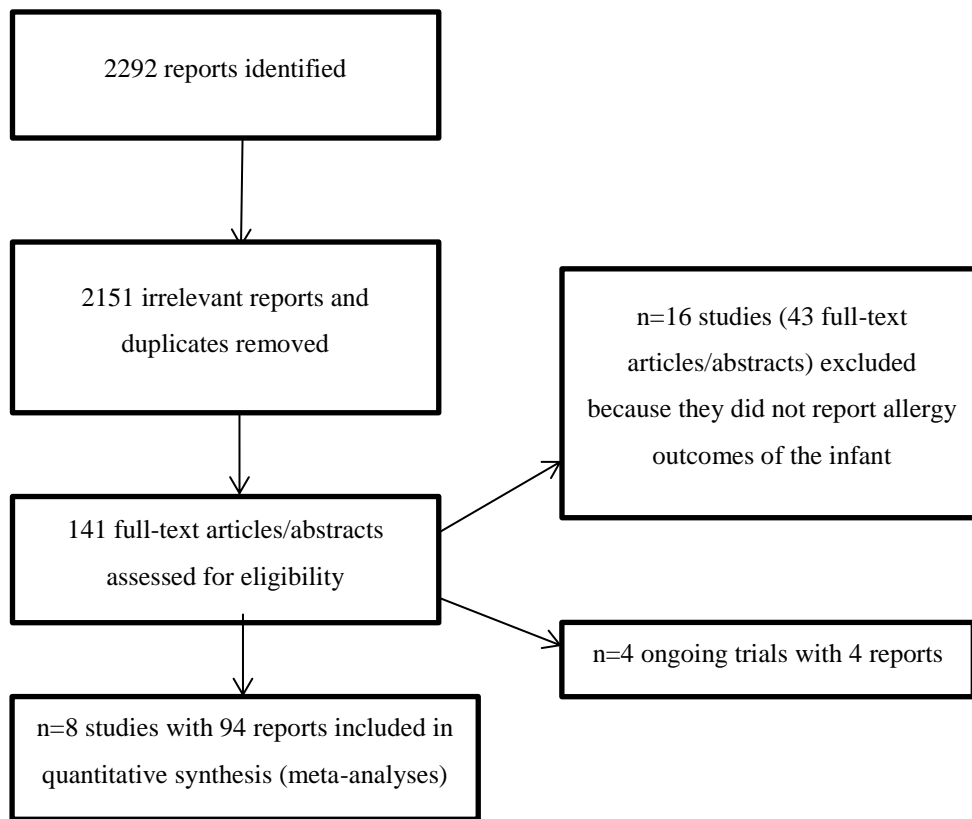 2292 reports identified
2151 irrelevant reports and
duplicates removed
n=16 studies (43 full-text
articles/abstracts) excluded
because they did not report allergy
outcomes of the infant
141 full-text articles/abstracts
assessed for eligibility
n=4 ongoing trials with 4 reports
n=8 studies with 94 reports included in
quantitative synthesis (meta-analyses)